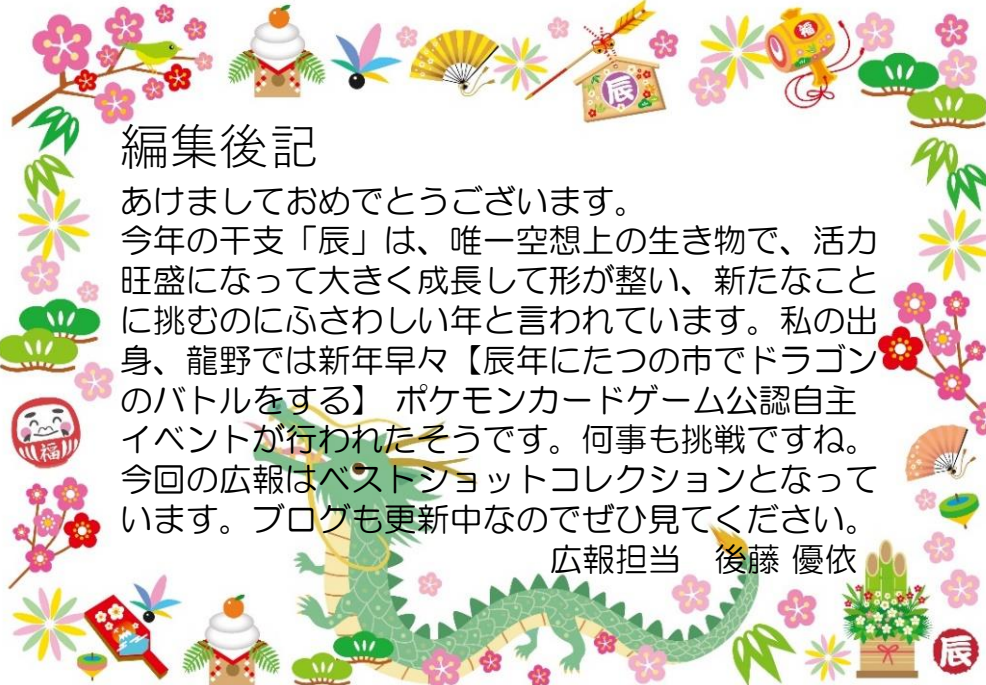 辰
福
編集後記
あけましておめでとうございます。
今年の干支「辰」は、唯一空想上の生き物で、活力
旺盛になって大きく成長して形が整い、新たなこと
に挑むのにふさわしい年と言われています。私の出
身、龍野では新年早々【辰年にたつの市でドラゴン
のバトルをする】 ポケモンカードゲーム公認自主
イベントが行われたそうです。何事も挑戦ですね。
今回の広報はベストショットコレクションとなって
います。ブログも更新中なのでぜひ見てください。
広報担当 後藤 優依
福
辰